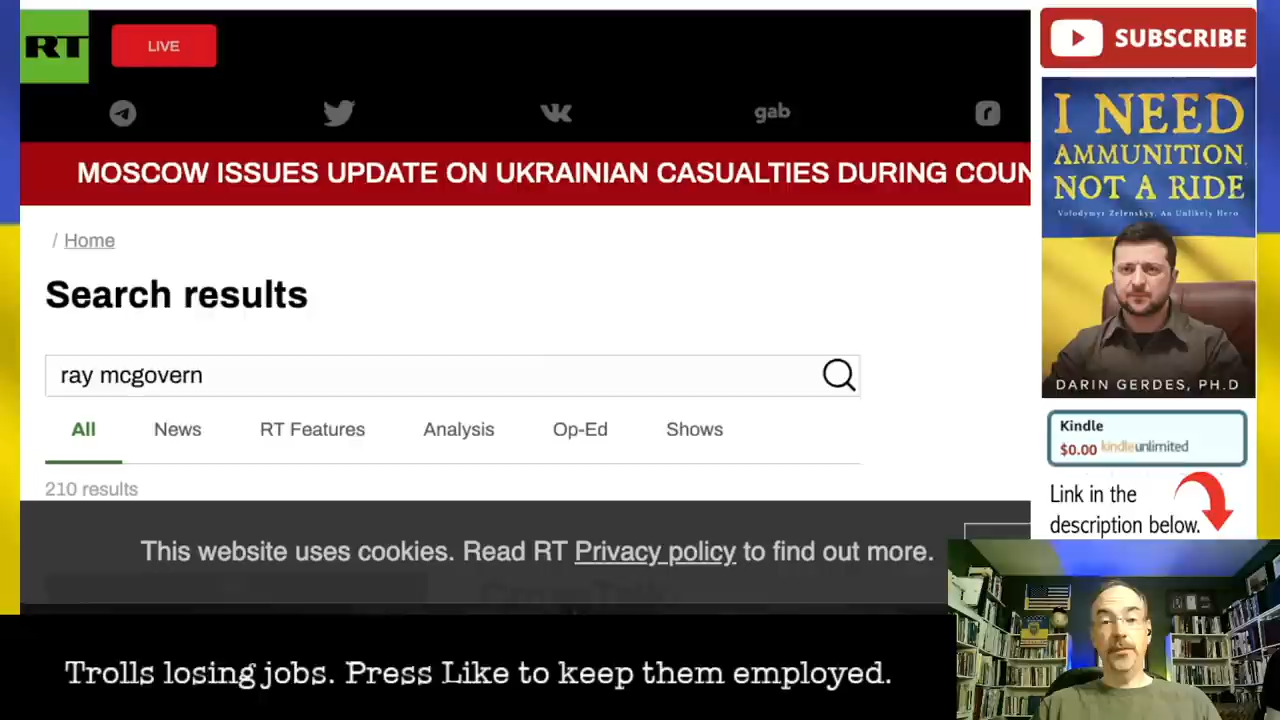 RT
LIVE
gab
MOSCOW ISSUES UPDATE ON UKRAINIAN CASUALTIES DURING COUN
/ Home
Search results
ray mcgovern
All News RT Features Analysis Op-Ed Shows
210 results
This website uses cookies. Read RT Privacy policy to find out more.
Trolls losing jobs. Press Like to keep them employed.
SUBSCRIBE
I NEED
AMMUNITION,
NOT A RIDE
Volodymyr Zelenskyy, An Unlikely Hero
DARIN GERDES, PH.D
Kindle
$0.00 kindleunlimited
Link in the
description below.